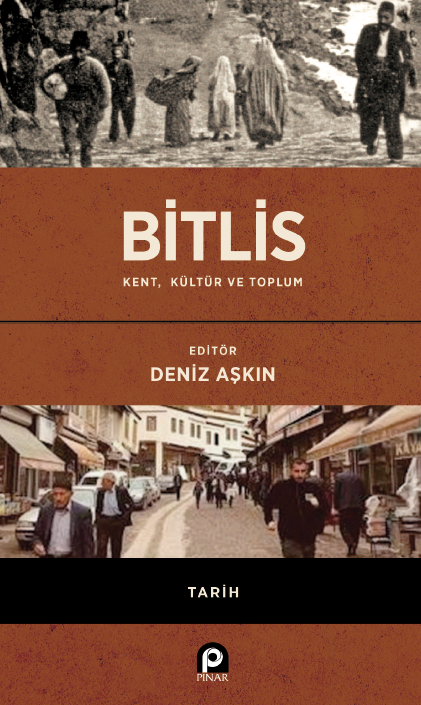 BİTLİS
KENT, KÜLTÜR VE TOPLUM
EDİTÖR
DENİZ AŞKIN
TARİH
P
PINAR